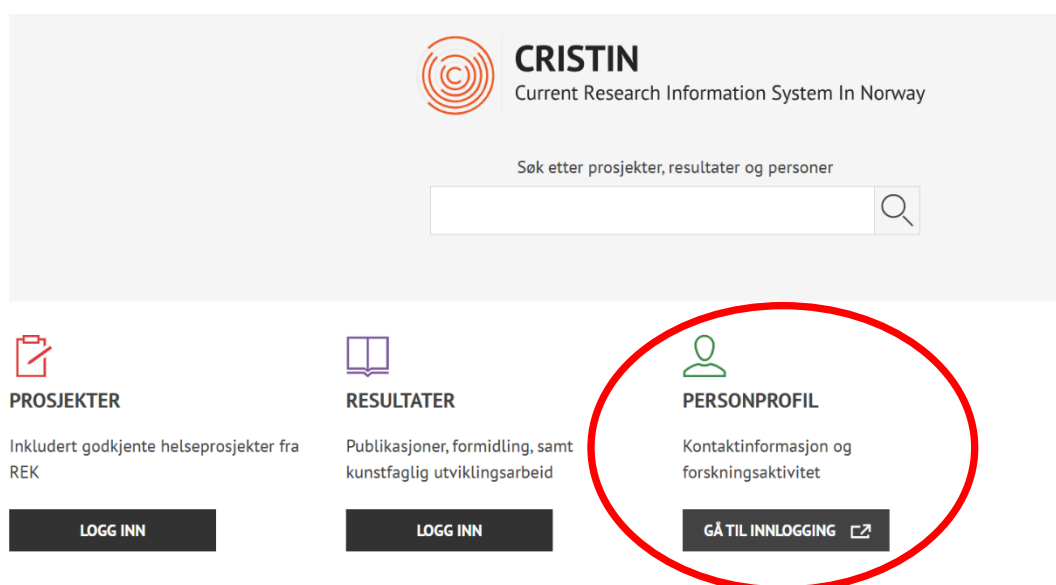 CRISTIN
Current Research Information System In Norway
Søk etter prosjekter, resultater og personer
PROSJEKTER
Inkludert godkjente helseprosjekter fra
REK
LOGG INN
RESULTATER
Publikasjoner, formidling, samt
kunstfaglig utviklingsarbeid
LOGG INN
PERSONPROFIL
Kontaktinformasjon og
forskningsaktivitet
GÅ TIL INNLOGGING